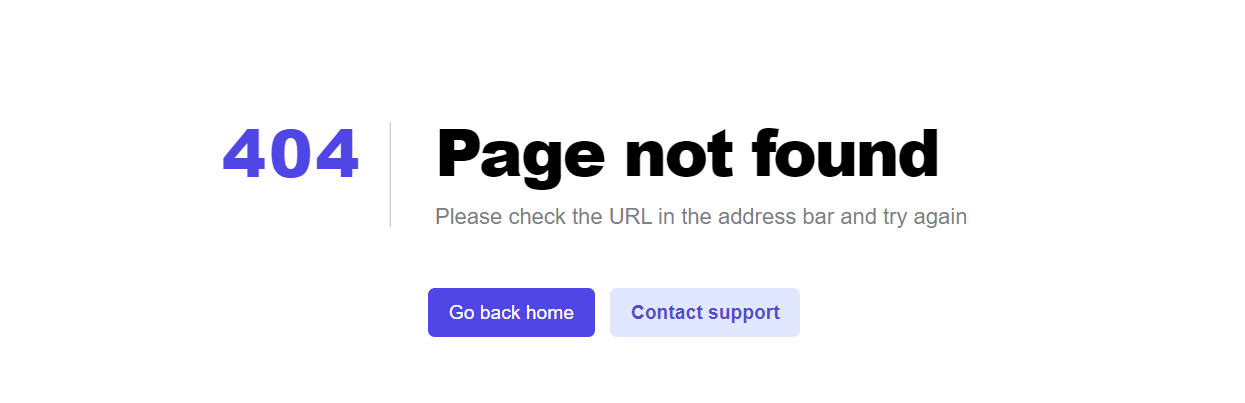 404
Page not found
Please check the URL in the address bar and try again
Go back home
Contact support